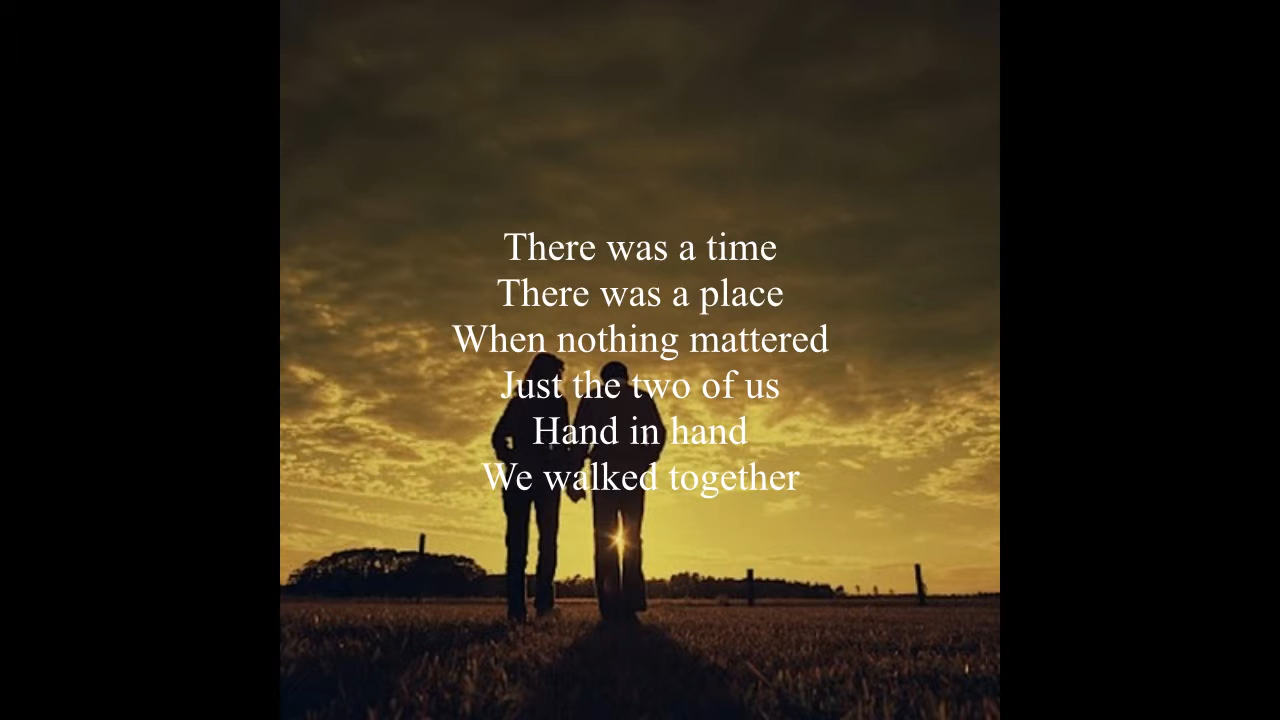 There was a time
There was a place
When nothing mattered
Just the two of us
Hand in hand
We walked together